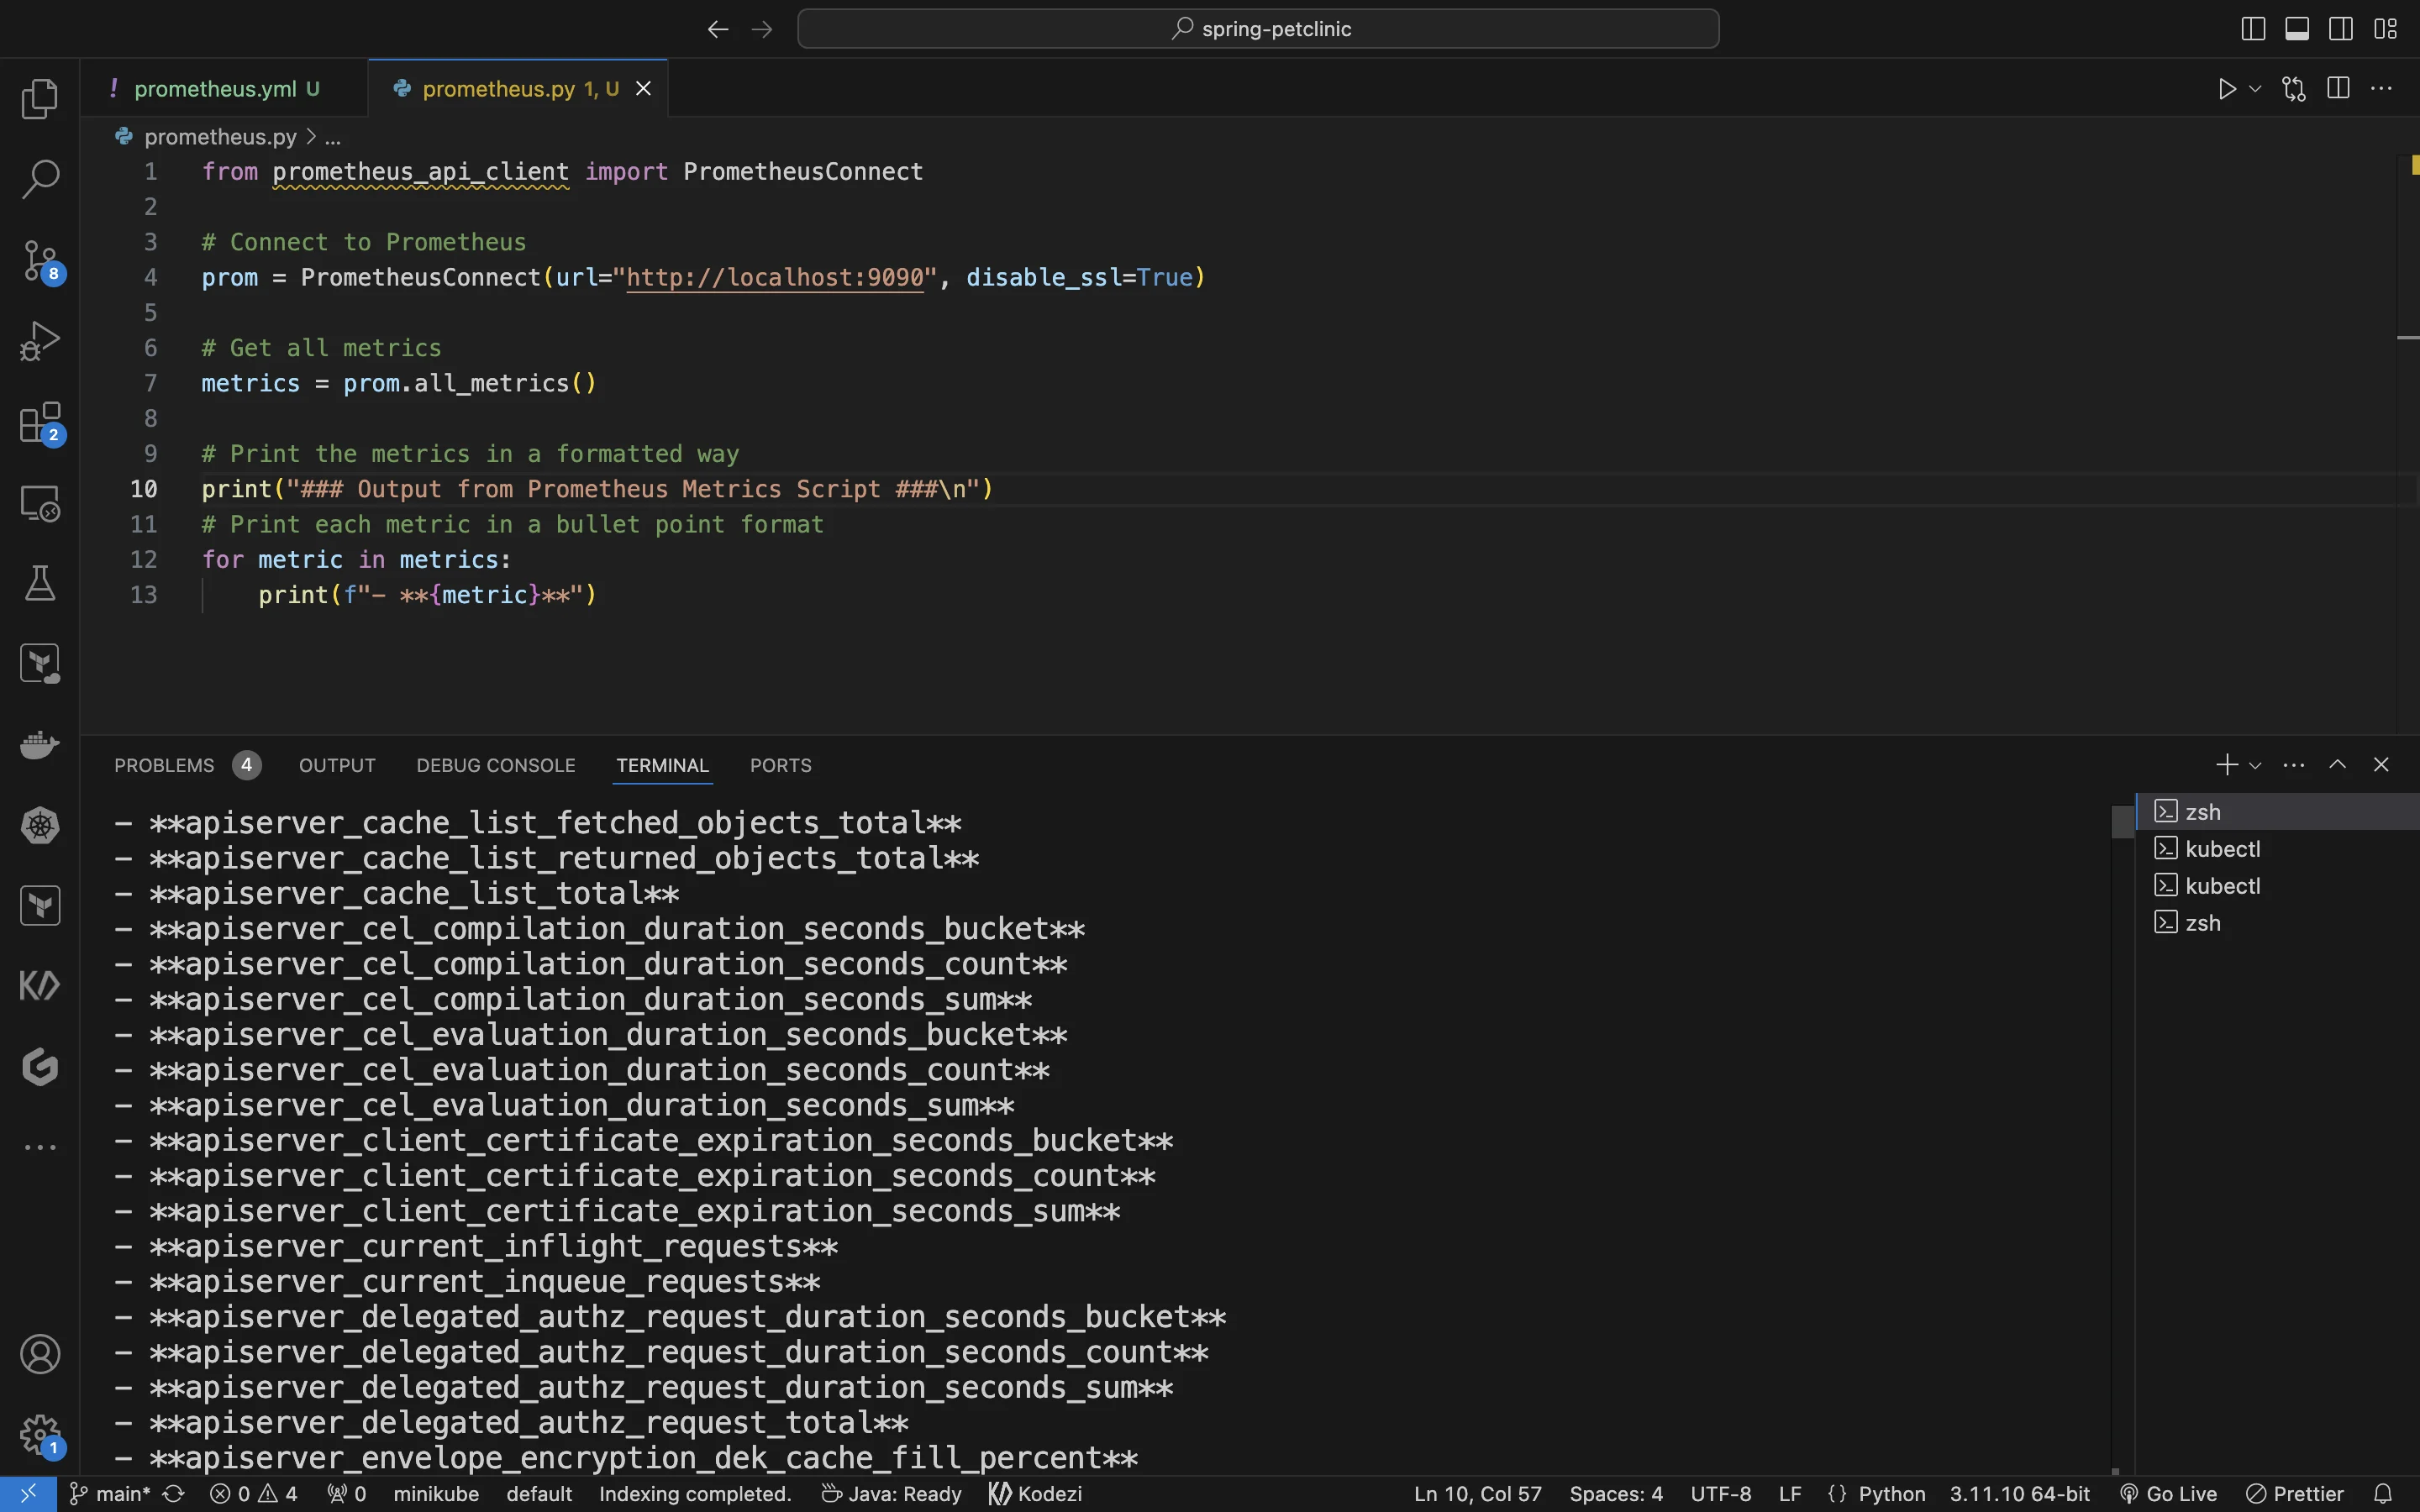 spring-petclinic
! prometheus.yml U
prometheus.py 1, U
prometheus.py > ...
1 from prometheus_api_client import PrometheusConnect
2
3 # Connect to Prometheus
4 prom = PrometheusConnect(url="http://localhost:9090", disable_ssl=True)
5
6 # Get all metrics
7 metrics = prom.all_metrics()
8
9 # Print the metrics in a formatted way
10 print("### Output from Prometheus Metrics Script ###\n")
11 # Print each metric in a bullet point format
12 for metric in metrics:
13     print(f"- **{metric}**")
8
2
1
PROBLEMS 4 OUTPUT DEBUG CONSOLE TERMINAL PORTS
- **apiserver_cache_list_fetched_objects_total**
- **apiserver_cache_list_returned_objects_total**
- **apiserver_cache_list_total**
- **apiserver_cel_compilation_duration_seconds_bucket**
- **apiserver_cel_compilation_duration_seconds_count**
- **apiserver_cel_compilation_duration_seconds_sum**
- **apiserver_cel_evaluation_duration_seconds_bucket**
- **apiserver_cel_evaluation_duration_seconds_count**
- **apiserver_cel_evaluation_duration_seconds_sum**
- **apiserver_client_certificate_expiration_seconds_bucket**
- **apiserver_client_certificate_expiration_seconds_count**
- **apiserver_client_certificate_expiration_seconds_sum**
- **apiserver_current_inflight_requests**
- **apiserver_current_inqueue_requests**
- **apiserver_delegated_authz_request_duration_seconds_bucket**
- **apiserver_delegated_authz_request_duration_seconds_count**
- **apiserver_delegated_authz_request_duration_seconds_sum**
- **apiserver_delegated_authz_request_total**
- **apiserver_envelope_encryption_dek_cache_fill_percent**
zsh
kubectl
kubectl
zsh
main* 0 4 0 minikube default Indexing completed. Java: Ready Kodezi Ln 10, Col 57 Spaces: 4 UTF-8 LF {} Python 3.11.10 64-bit Go Live Prettier